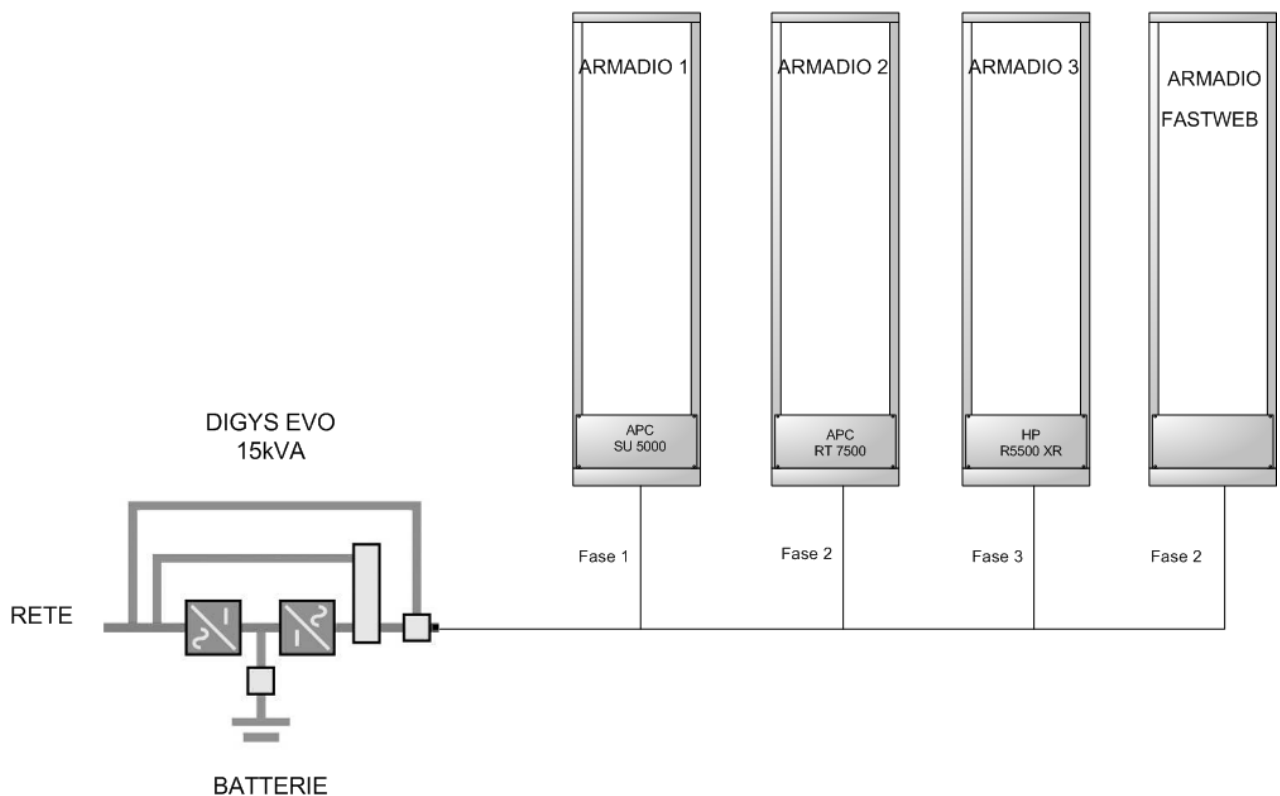 ARMADIO 1
ARMADIO 2
ARMADIO 3
ARMADIO
FASTWEB
APC
SU 5000
APC
RT 7500
HP
R5500 XR
DIGYS EVO
15kVA
Fase 1
Fase 2
Fase 3
Fase 2
RETE
BATTERIE